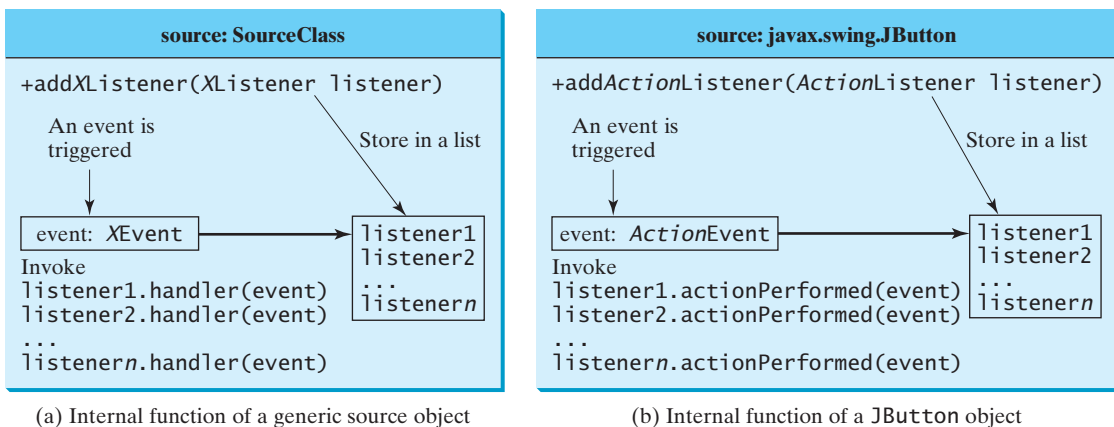 source: SourceClass
+addXListener(XListener listener)
An event is
triggered
Store in a list
event: XEvent
listener1
listener2
...
listenern
Invoke
listener1.handler(event)
listener2.handler(event)
...
listenern.handler(event)
(a) Internal function of a generic source object
source: javax.swing.JButton
+addActionListener(ActionListener listener)
An event is
triggered
Store in a list
event: ActionEvent
listener1
listener2
...
listenern
Invoke
listener1.actionPerformed(event)
listener2.actionPerformed(event)
...
listenern.actionPerformed(event)
(b) Internal function of a JButton object